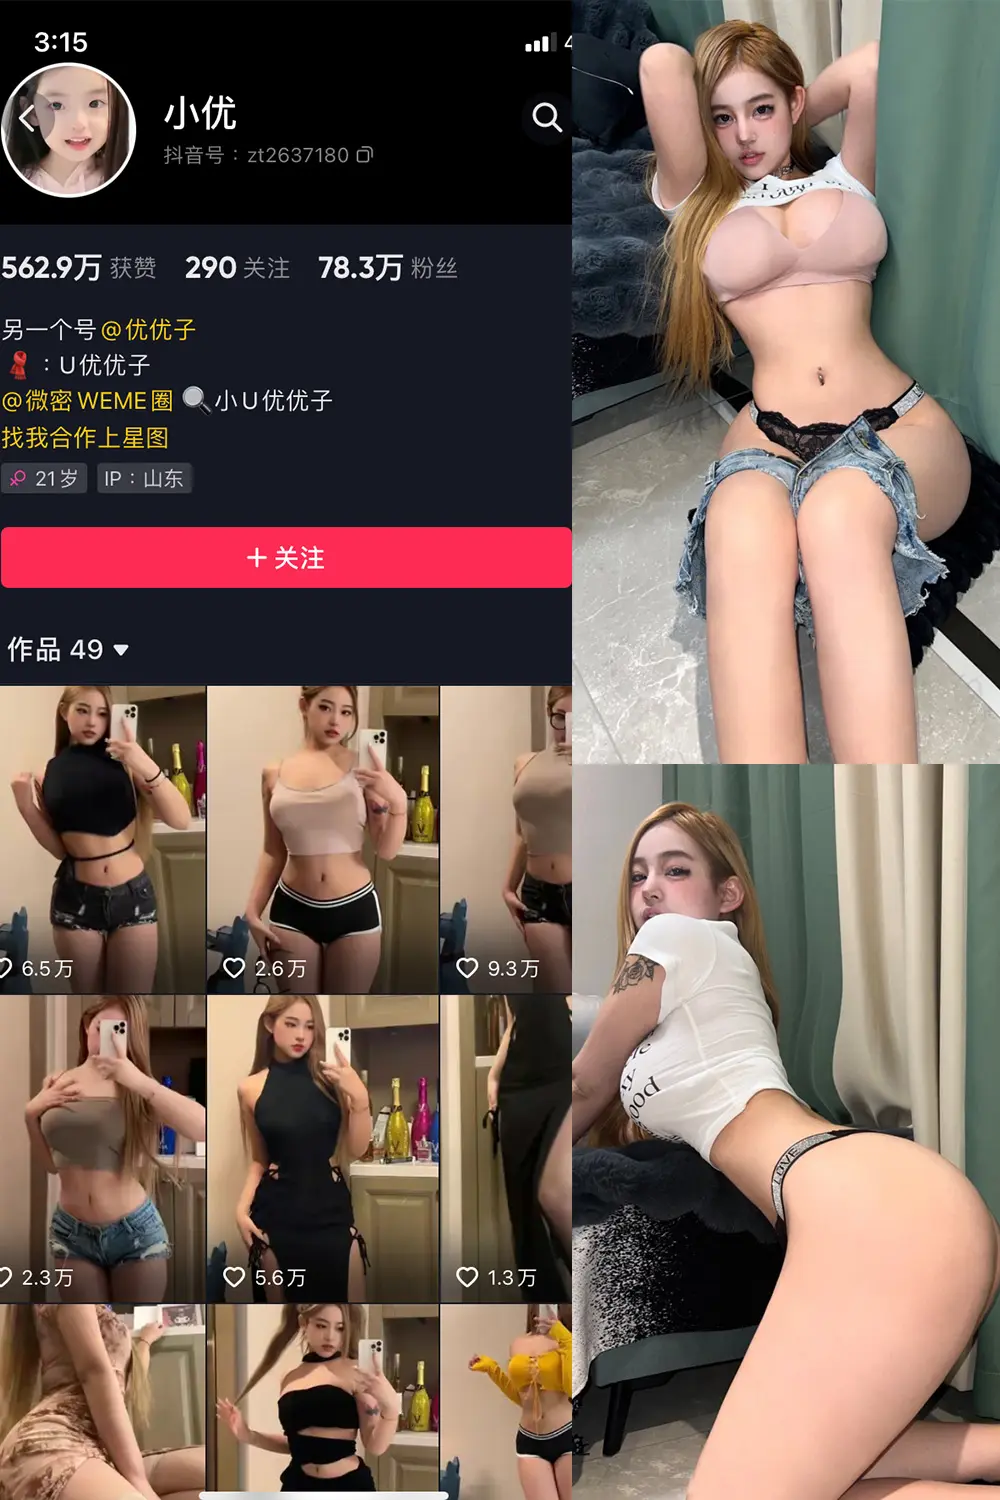 3:15
4
小优
抖音号：zt2637180
562.9万 获赞 290 关注 78.3万 粉丝
另一个号@优优子
：U优优子
@微密WEME圈 小U优优子
找我合作上星图
21岁 IP：山东
+ 关注
作品 49
6.5万 2.6万 9.3万
2.3万 5.6万 1.3万
LOVE